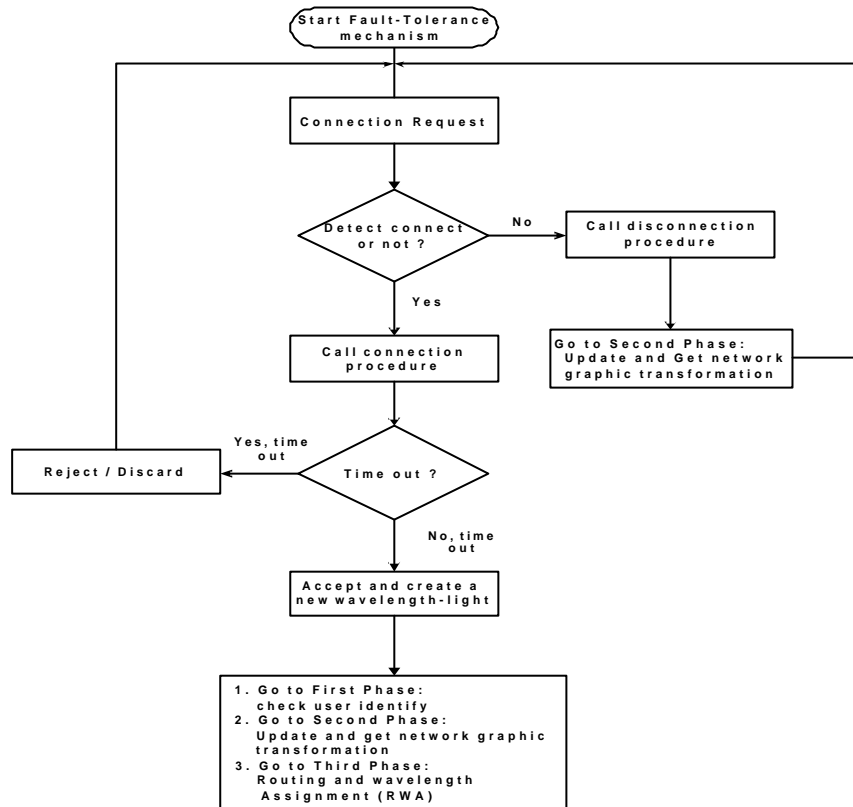 Start Fault-Tolerance
mechanism
Connection Request
Detect connect
or not ?
No
Call disconnection
procedure
Yes
Go to Second Phase:
Update and Get network
graphic transformation
Call connection
procedure
Yes, time
out
Reject / Discard
Time out ?
No, time
out
Accept and create a
new wavelength-light
1. Go to First Phase:
check user identify
2. Go to Second Phase:
Update and get network graphic
transformation
3. Go to Third Phase:
Routing and wavelength
Assignment (RWA)